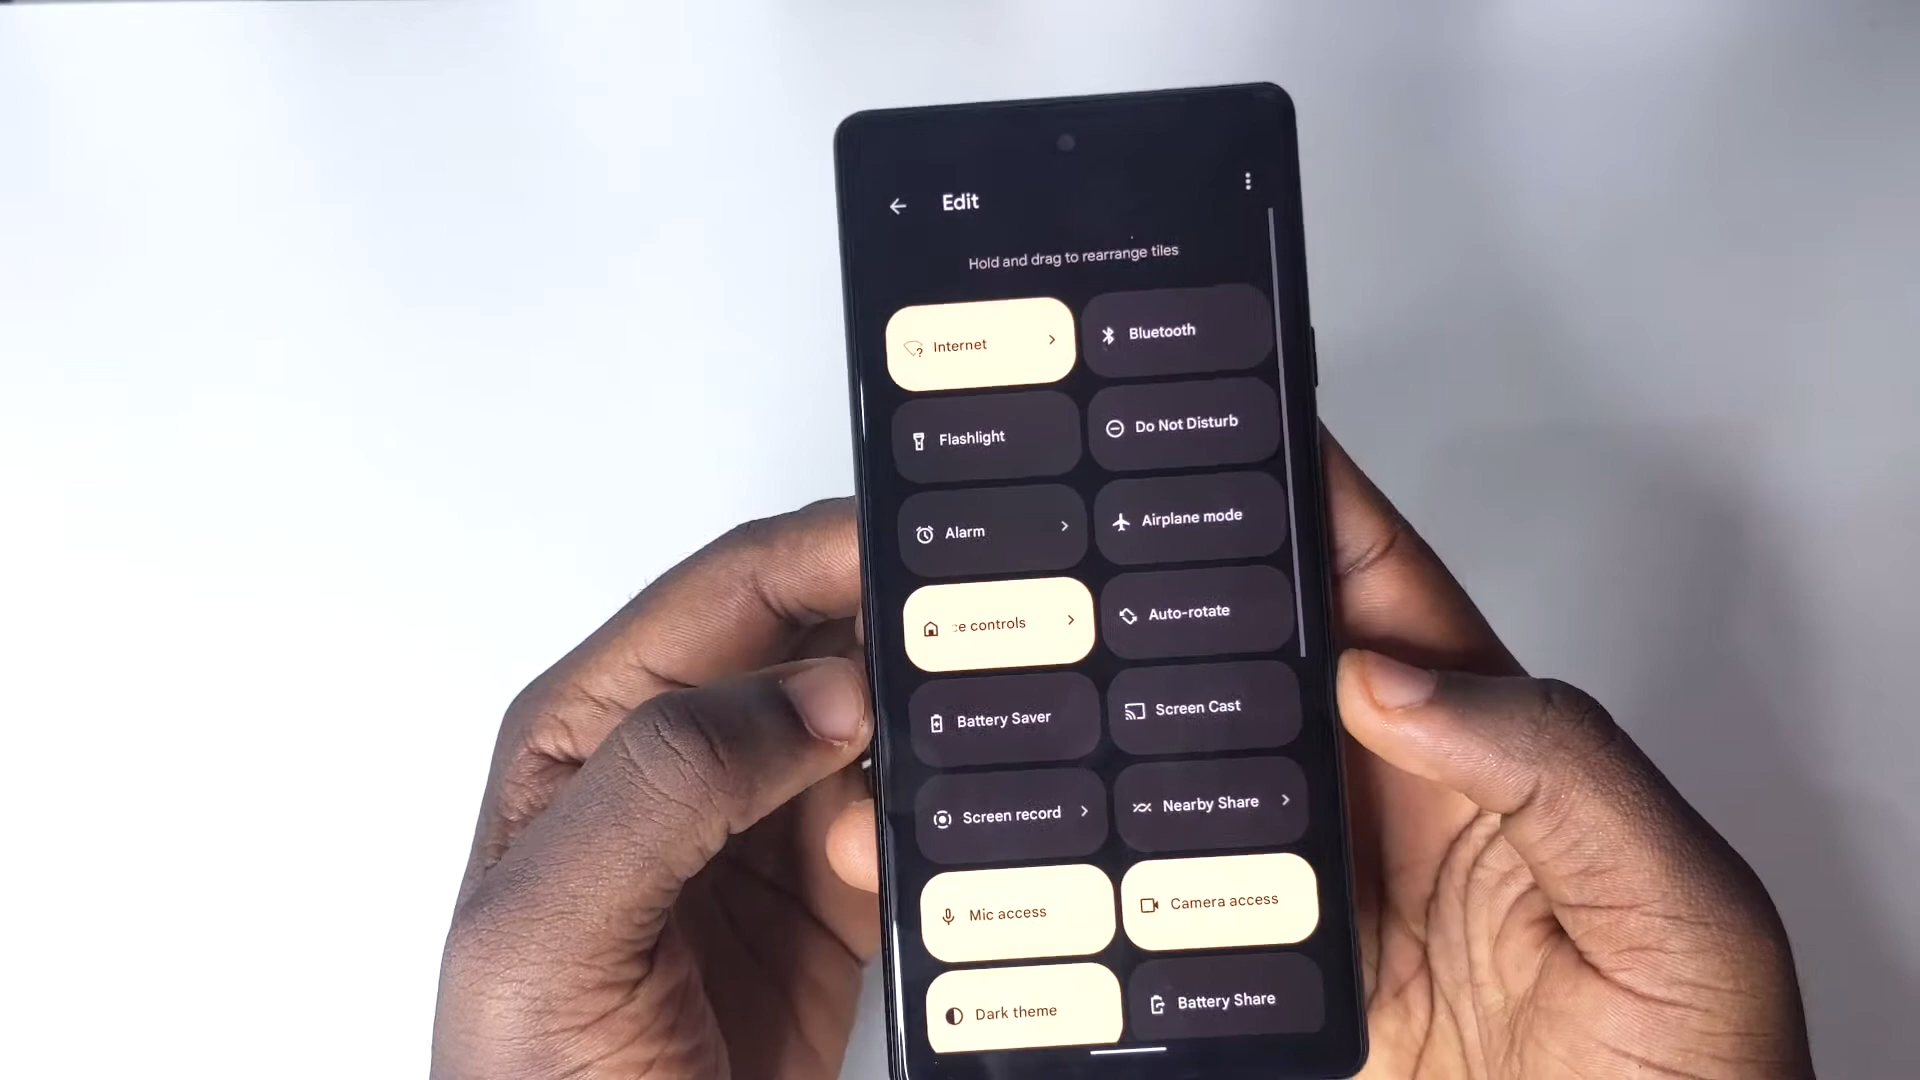 Edit
Hold and drag to rearrange tiles
Internet
Bluetooth
Flashlight
Do Not Disturb
Alarm
Airplane mode
ce controls
Auto-rotate
Battery Saver
Screen Cast
Screen record
Nearby Share
Mic access
Camera access
Dark theme
Battery Share